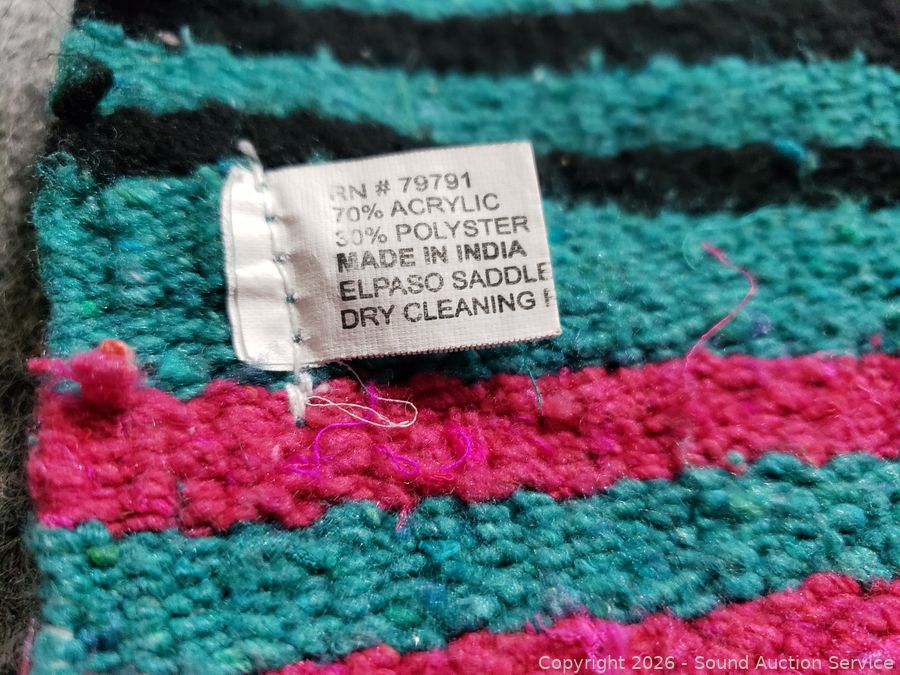 RN # 79791
70% ACRYLIC
30% POLYSTER
MADE IN INDIA
ELPASO SADDLE
DRY CLEANING
Copyright 2026 - Sound Auction Service